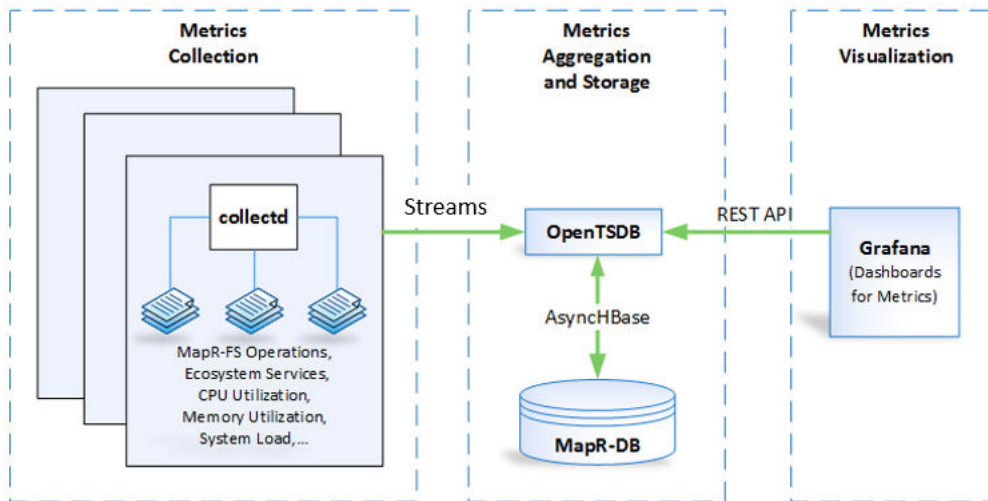 Metrics
Collection
collectd
MapR-FS Operations,
Ecosystem Services,
CPU Utilization,
Memory Utilization,
System Load,...
Streams
Metrics
Aggregation
and Storage
OpenTSDB
AsyncHBase
MapR-DB
REST API
Metrics
Visualization
Grafana
(Dashboards
for Metrics)